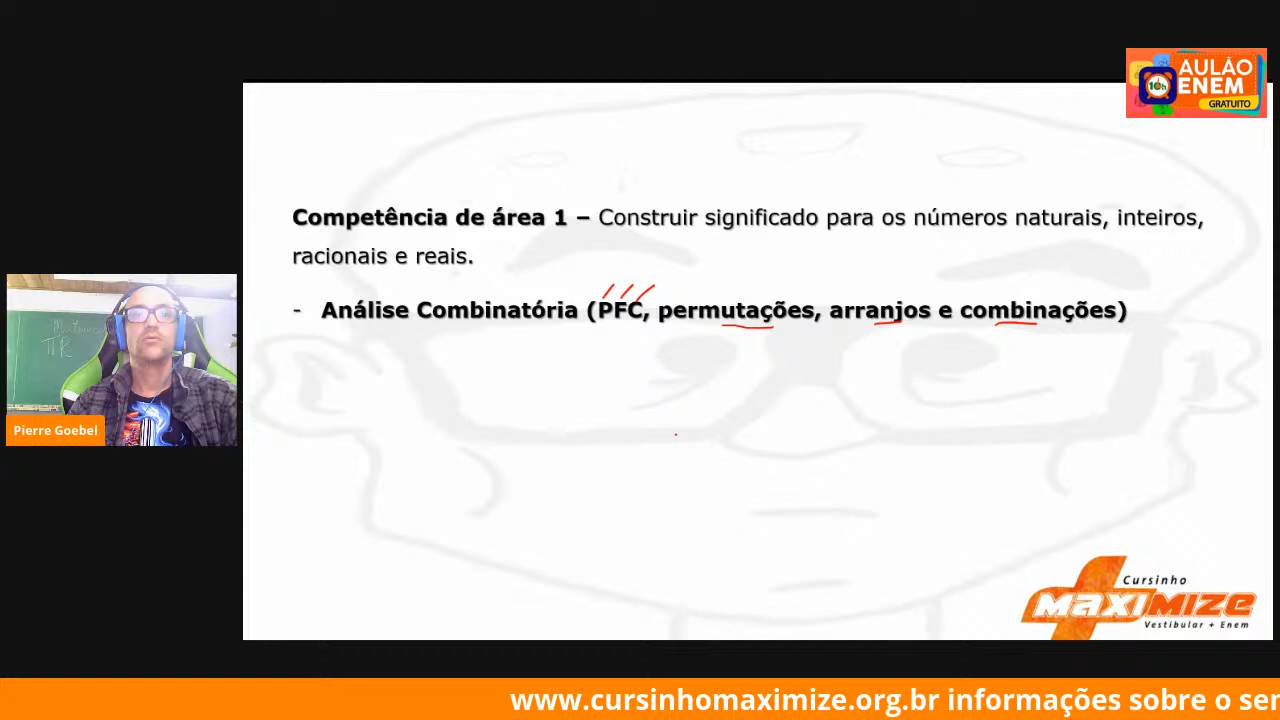 AULÃO
ENEM
10h
GRATUITO
Competência de área 1 – Construir significado para os números naturais, inteiros,
racionais e reais.
- Análise Combinatória (PFC, permutações, arranjos e combinações)
Pierre Goebel
Cursinho
MAXIMIZE
Vestibular + Enem
www.cursinhomaximize.org.br informações sobre o ser